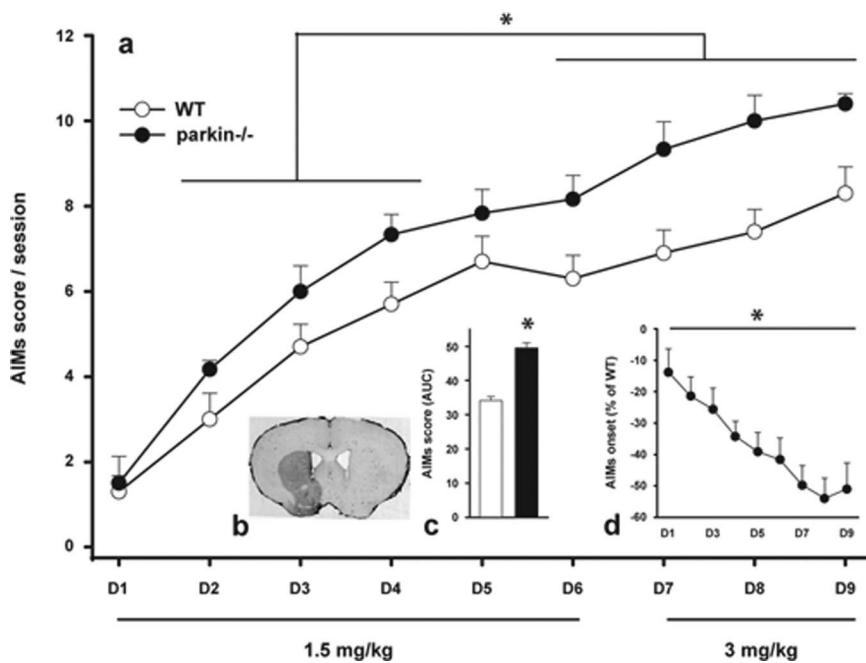 a
*
WT
parkin-/-
AIMs score / session
12
10
8
6
4
2
0
D1 D2 D3 D4 D5 D6 D7 D8 D9
1.5 mg/kg 3 mg/kg
b
c
AIMs score (AUC)
50
40
30
20
10
0
*
d
AIMs onset (% of WT)
-0
-10
-20
-30
-40
-50
-60
*
D1 D3 D5 D7 D9